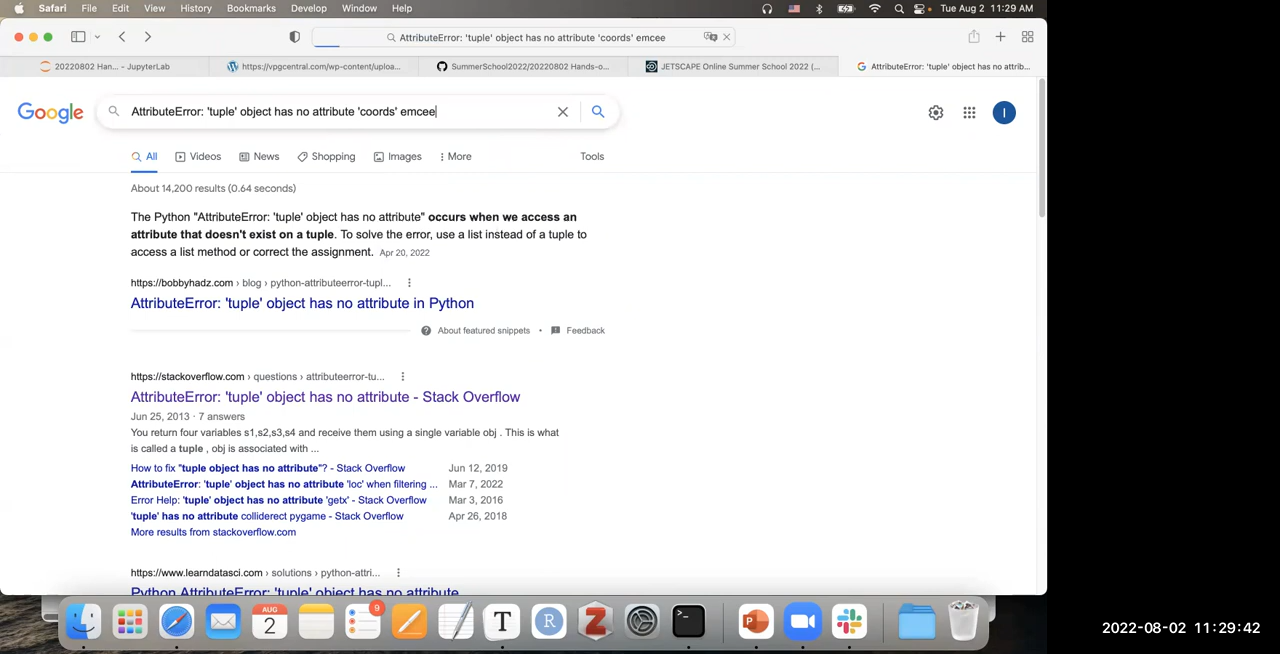 Safari File Edit View History Bookmarks Develop Window Help Tue Aug 2 11:29 AM
AttributeError: 'tuple' object has no attribute 'coords' emcee
20220802 Han... - JupyterLab https://vpgcentral.com/wp-content/uploa... SummerSchool2022/20220802 Hands-o... JETSCAPE Online Summer School 2022 (... AttributeError: 'tuple' object has no attrib...
Google AttributeError: 'tuple' object has no attribute 'coords' emcee I
All Videos News Shopping Images More Tools
About 14,200 results (0.64 seconds)
The Python "AttributeError: 'tuple' object has no attribute" occurs when we access an
attribute that doesn't exist on a tuple. To solve the error, use a list instead of a tuple to
access a list method or correct the assignment. Apr 20, 2022
https://bobbyhadz.com › blog › python-attributeerror-tupl...
AttributeError: 'tuple' object has no attribute in Python
About featured snippets • Feedback
https://stackoverflow.com › questions › attributeerror-tu...
AttributeError: 'tuple' object has no attribute - Stack Overflow
Jun 25, 2013 · 7 answers
You return four variables s1,s2,s3,s4 and receive them using a single variable obj . This is what
is called a tuple , obj is associated with ...
How to fix "tuple object has no attribute"? - Stack Overflow Jun 12, 2019
AttributeError: 'tuple' object has no attribute 'loc' when filtering ... Mar 7, 2022
Error Help: 'tuple' object has no attribute 'getx' - Stack Overflow Mar 3, 2016
'tuple' has no attribute colliderect pygame - Stack Overflow Apr 26, 2018
More results from stackoverflow.com
https://www.learndatasci.com › solutions › python-attri...
Python AttributeError: 'tuple' object has no attribute
AUG
2
9
T
R
Z
P
2022-08-02 11:29:42